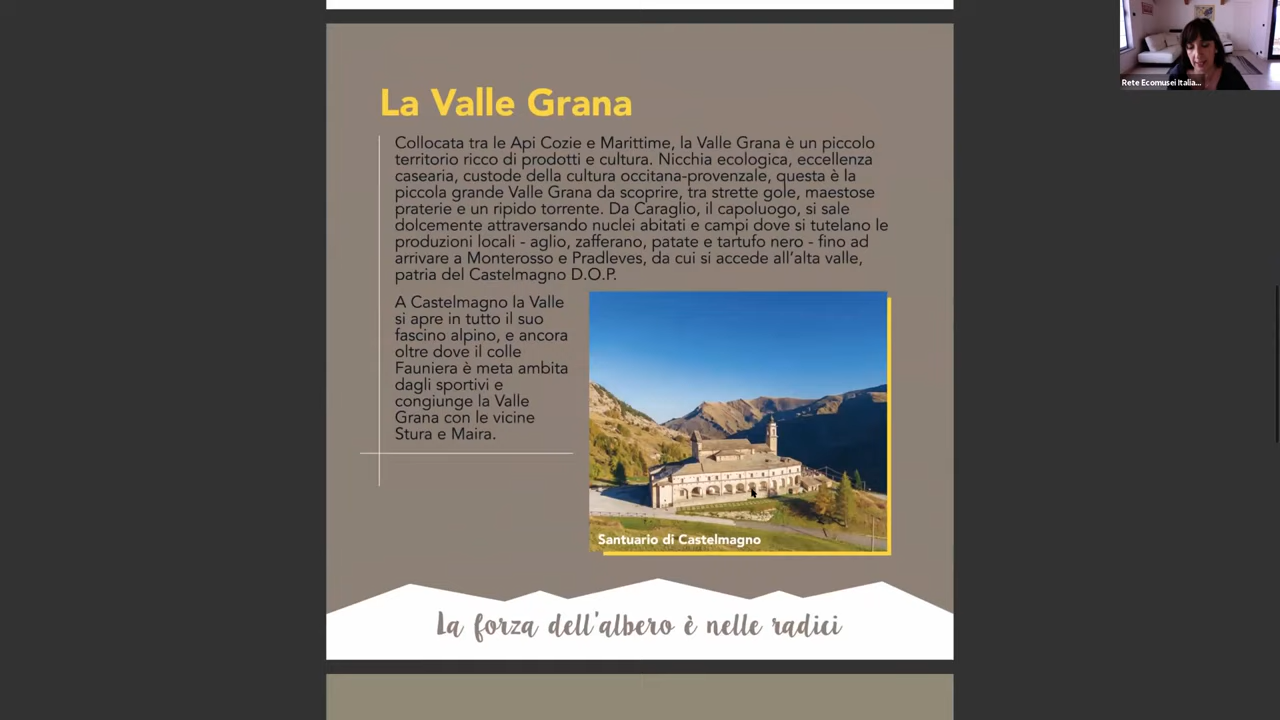 La Valle Grana
Collocata tra le Api Cozie e Marittime, la Valle Grana è un piccolo
territorio ricco di prodotti e cultura. Nicchia ecologica, eccellenza
casearia, custode della cultura occitana-provenzale, questa è la
piccola grande Valle Grana da scoprire, tra strette gole, maestose
praterie e un ripido torrente. Da Caraglio, il capoluogo, si sale
dolcemente attraversando nuclei abitati e campi dove si tutelano le
produzioni locali - aglio, zafferano, patate e tartufo nero - fino ad
arrivare a Monterosso e Pradleves, da cui si accede all'alta valle,
patria del Castelmagno D.O.P.
A Castelmagno la Valle
si apre in tutto il suo
fascino alpino, e ancora
oltre dove il colle
Fauniera è meta ambita
dagli sportivi e
congiunge la Valle
Grana con le vicine
Stura e Maira.
Santuario di Castelmagno
La forza dell'albero è nelle radici
Rete Ecomusei Italia...